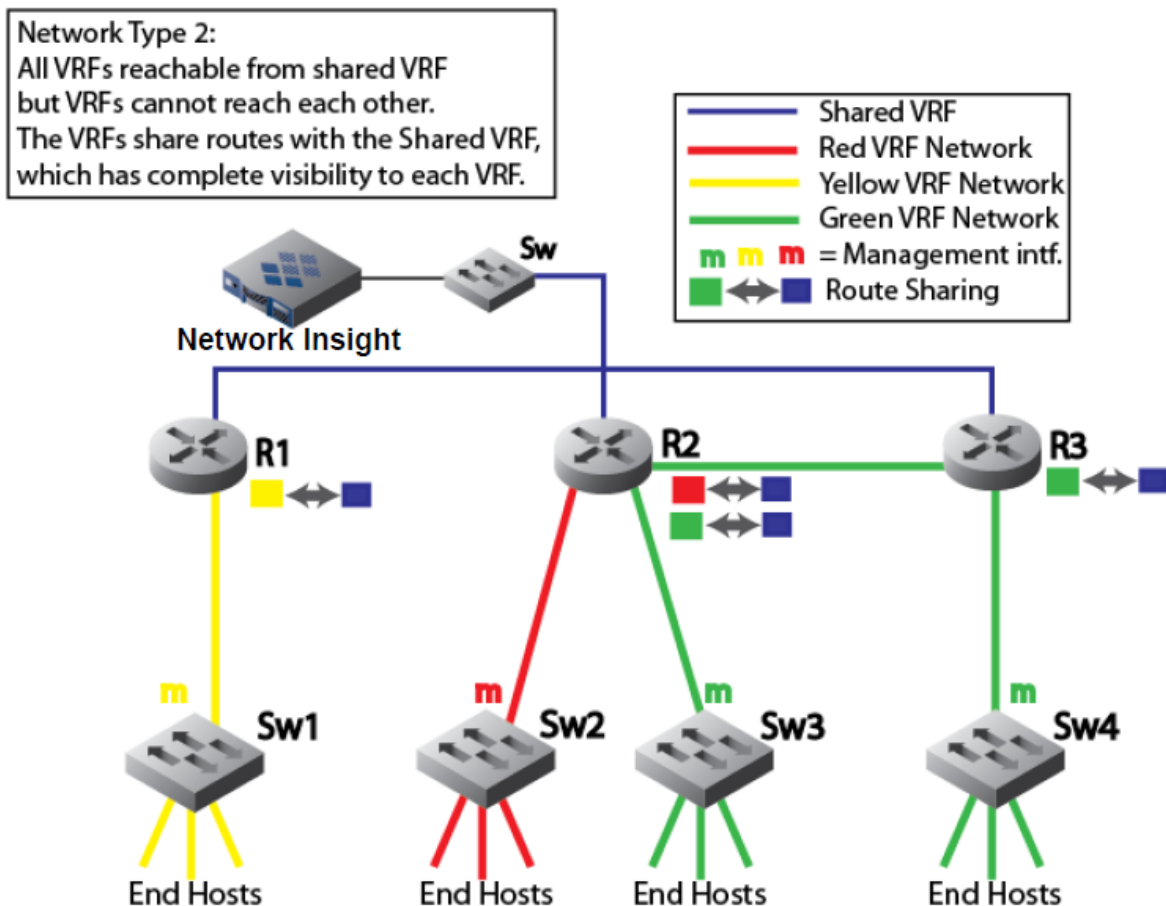 Network Type 2:
All VRFs reachable from shared VRF
but VRFs cannot reach each other.
The VRFs share routes with the Shared VRF,
which has complete visibility to each VRF.
Shared VRF
Red VRF Network
Yellow VRF Network
Green VRF Network
m m m = Management intf.
Route Sharing
Sw
Network Insight
R1
R2
R3
m
m
m
m
Sw1
Sw2
Sw3
Sw4
End Hosts
End Hosts
End Hosts
End Hosts